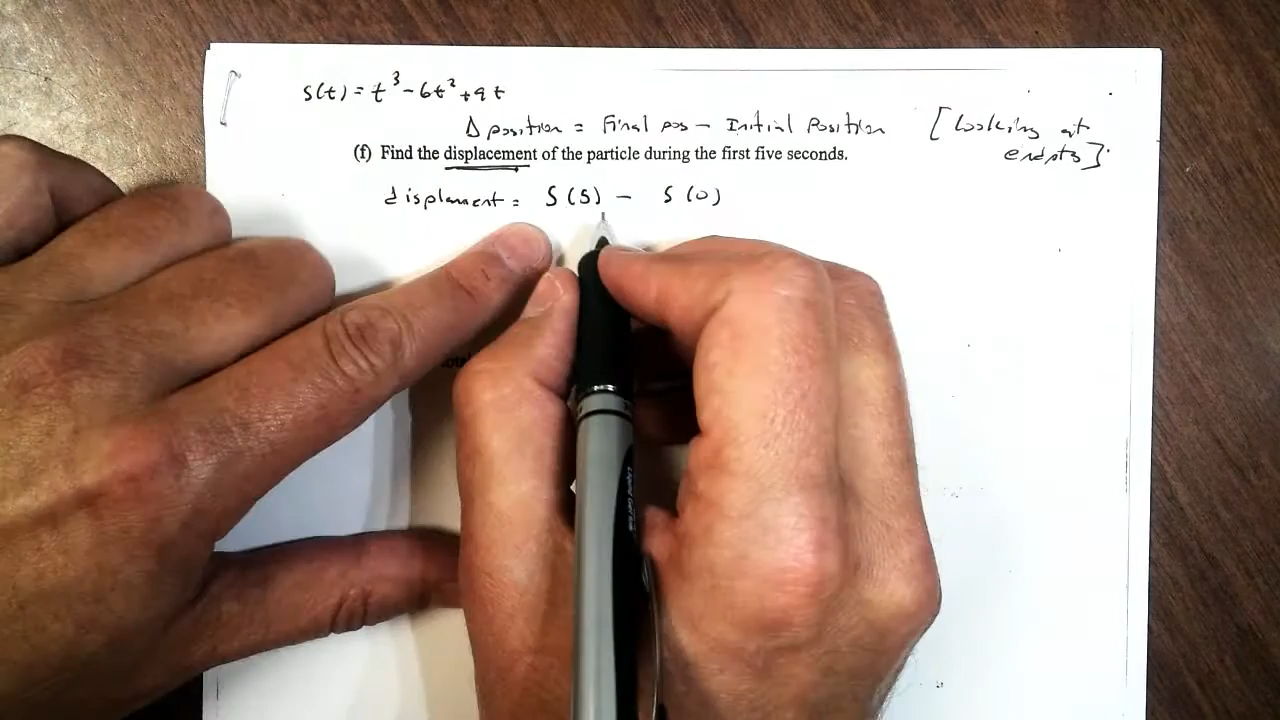 s(t) = t³ - 6t² + 9t
Δ position = Final pos - Initial Position [Looking at
endpts].
(f) Find the displacement of the particle during the first five seconds.
displament = S(5) - S(0)